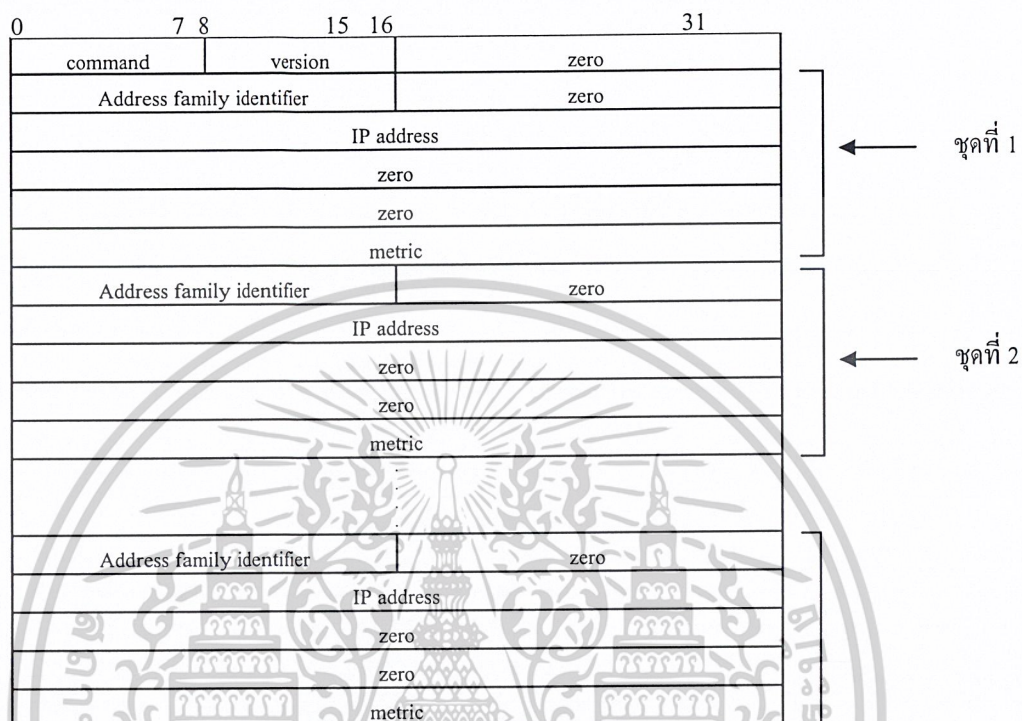 0 7 8 15 16 31
command version zero
Address family identifier zero
IP address
zero
zero
metric
ชุดที่ 1
Address family identifier zero
IP address
zero
zero
metric
ชุดที่ 2
Address family identifier zero
IP address
zero
zero
metric